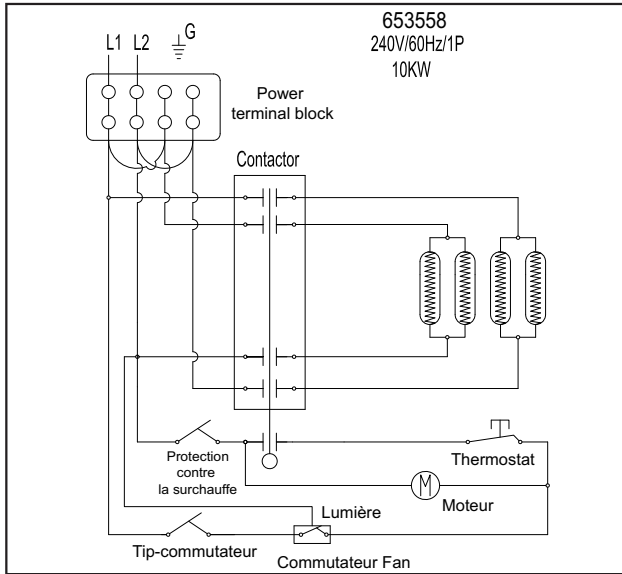 653558
240V/60Hz/1P
10KW
L1 L2 G
Power
terminal block
Contactor
Protection
contre
la surchauffe
Thermostat
M
Moteur
Lumière
Tip-commutateur
Commutateur Fan